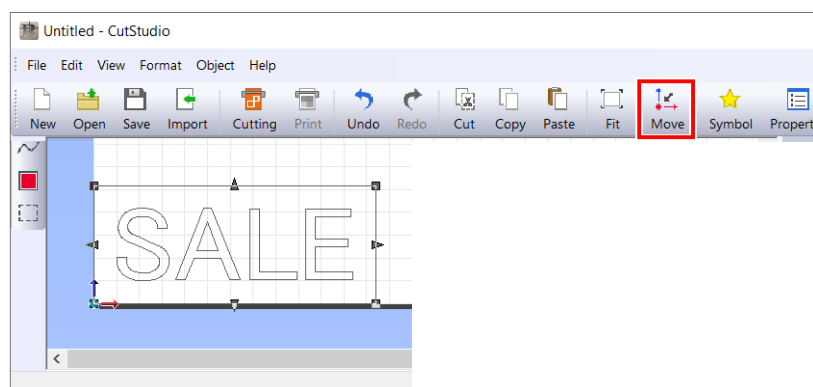 Untitled - CutStudio
File Edit View Format Object Help
New Open Save Import Cutting Print Undo Redo Cut Copy Paste Fit Move Symbol Propert
SALE